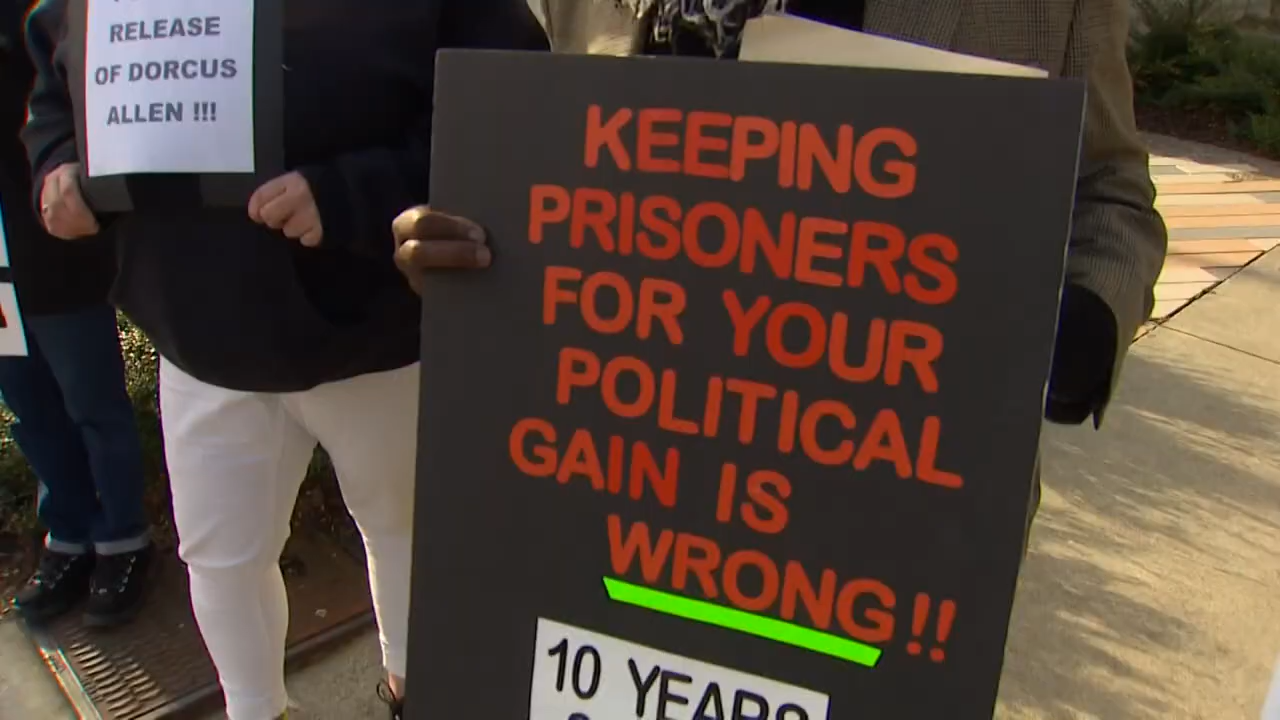 RELEASE
OF DORCUS
ALLEN !!!
KEEPING
PRISONERS
FOR YOUR
POLITICAL
GAIN IS
WRONG!!
10 YEARS